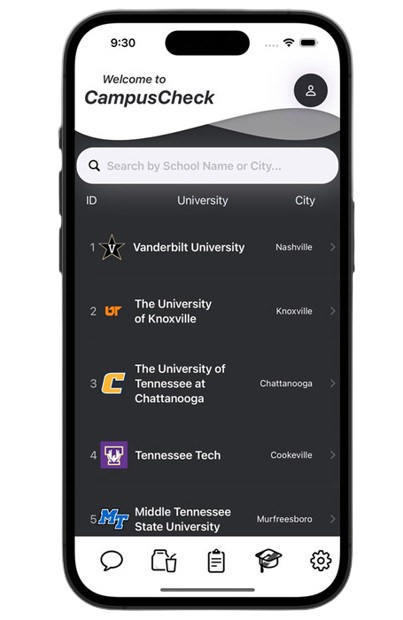 9:30
Welcome to
CampusCheck
Search by School Name or City...
ID University City
1 V Vanderbilt University Nashville
2 UT The University
of Knoxville Knoxville
3 C The University of
Tennessee at
Chattanooga Chattanooga
4 T Tennessee Tech Cookeville
5 MT Middle Tennessee
State University Murfreesboro